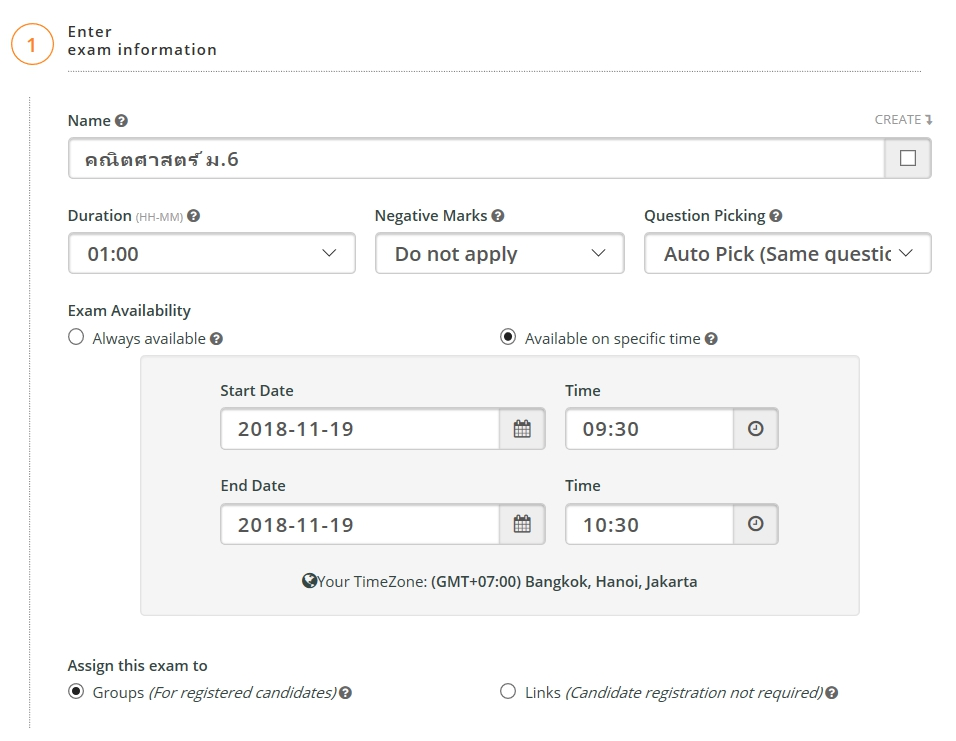 1
Enter
exam information
Name
CREATE
คณิตศาสตร์ ม.6
Duration (HH-MM) Negative Marks Question Picking
01:00 Do not apply Auto Pick (Same questic
Exam Availability
Always available Available on specific time
Start Date Time
2018-11-19 09:30
End Date Time
2018-11-19 10:30
Your TimeZone: (GMT+07:00) Bangkok, Hanoi, Jakarta
Assign this exam to
Groups (For registered candidates) Links (Candidate registration not required)